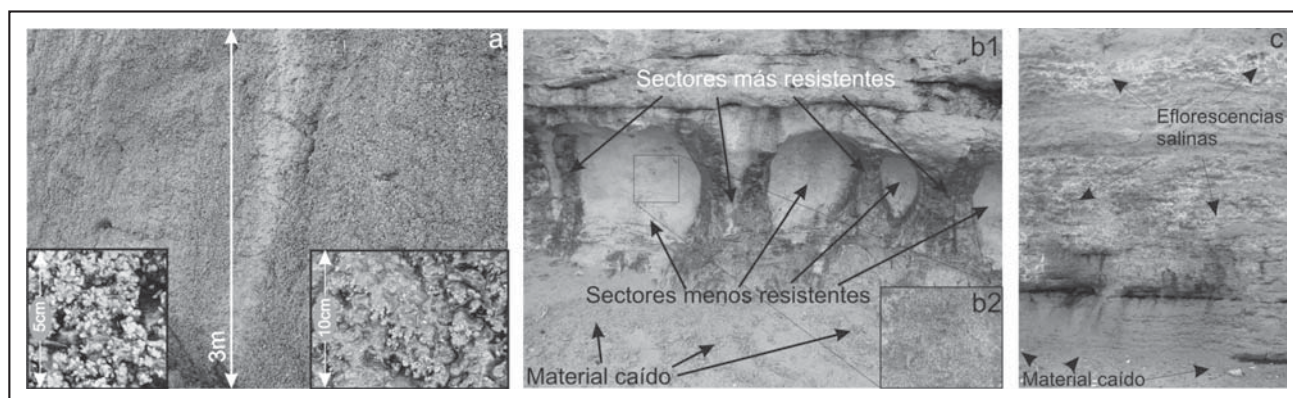 a
3m
5cm
10cm
b1
Sectores más resistentes
Sectores menos resistentes
Material caído
b2
c
Eflorescencias
salinas
Material caído